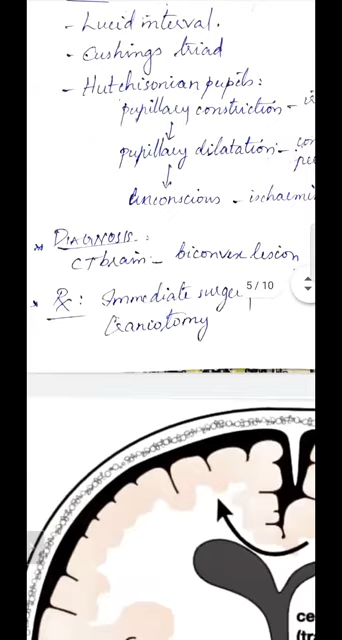 - Lucid interval.
- Cushings triad
- Hutchisonian pupils:
pupillary constriction -
↓
pupillary dilatation -
↓
Unconscious - ischaemi
* DIAGNOSIS:
CT brain - biconvex lesion
* Rx: Immediate surge
5 / 10
Craniotomy
ce
(tr